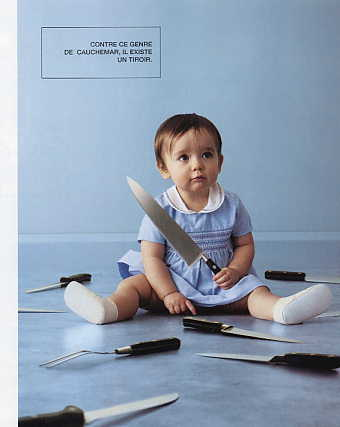 CONTRE CE GENRE
DE CAUCHEMAR, IL EXISTE
UN TIROIR.